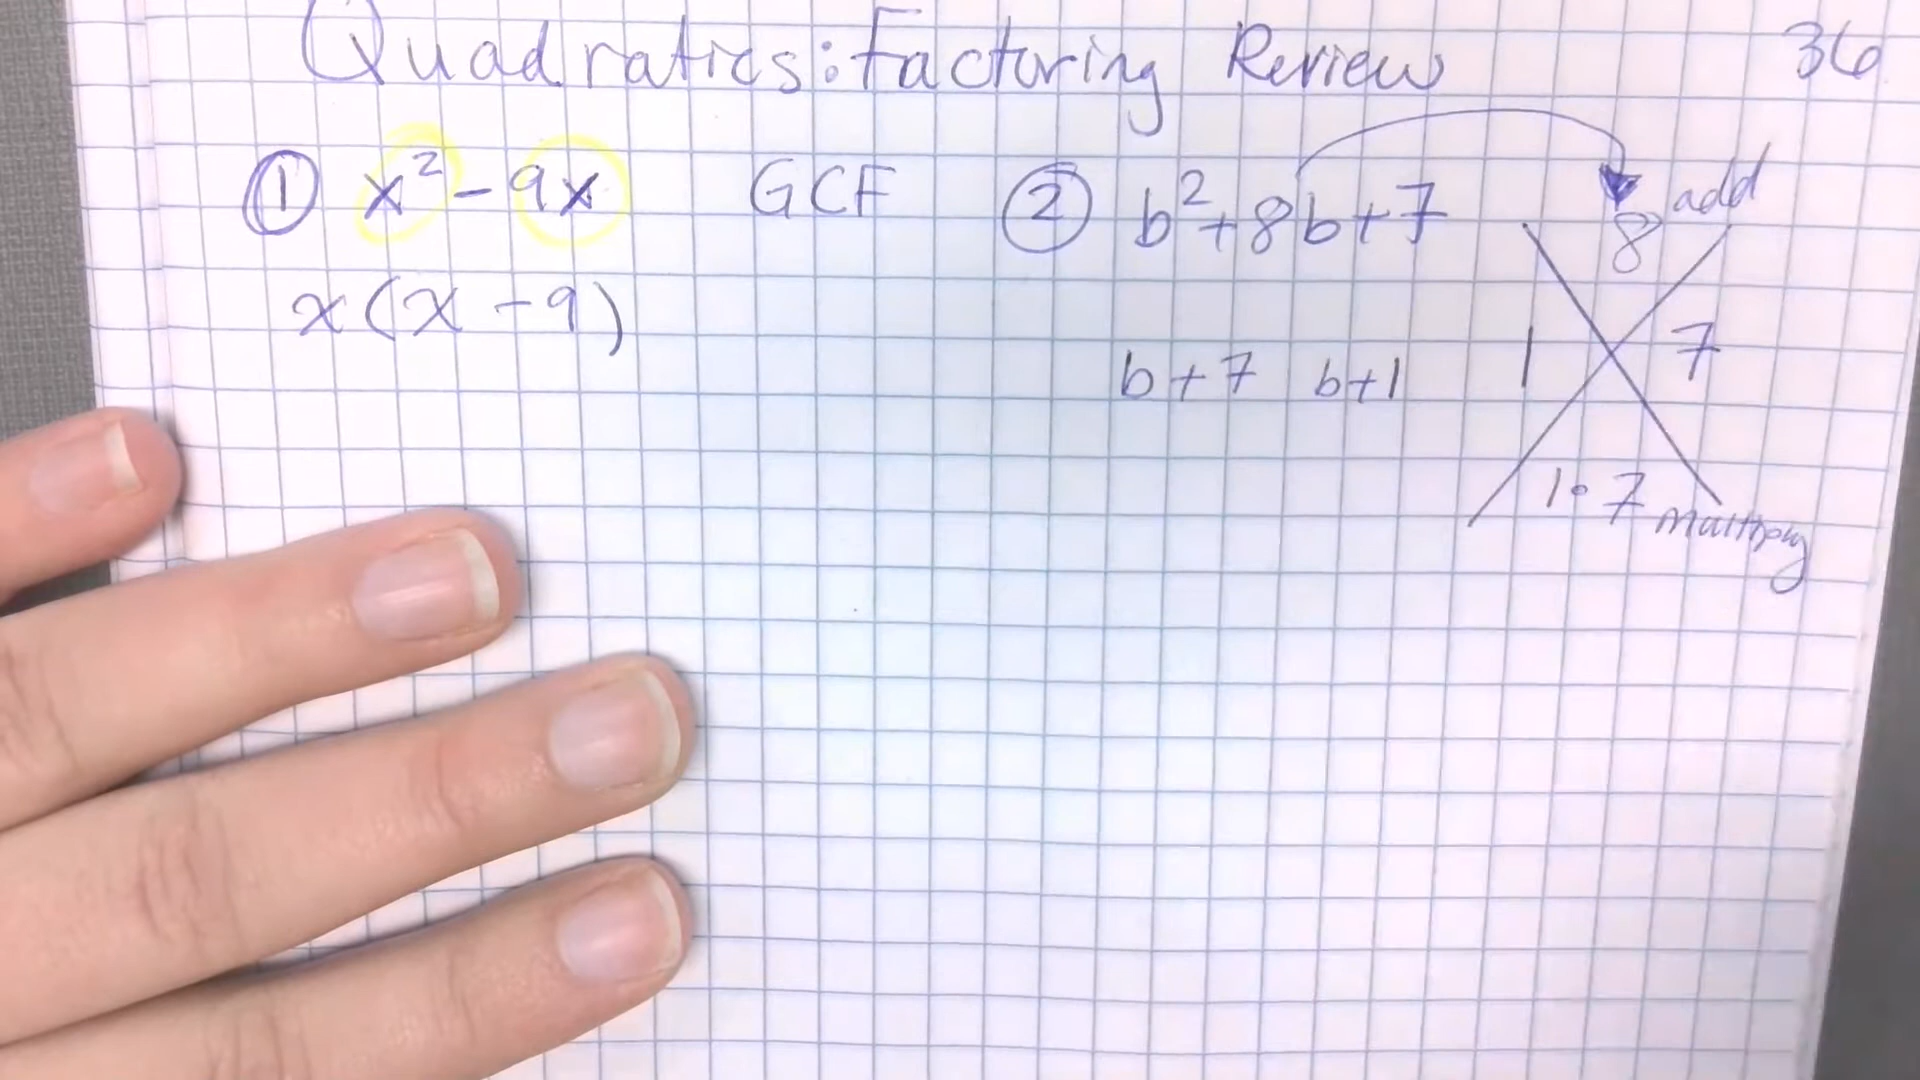 Quadratics: Factoring Review 36
① x² - 9x GCF
x(x - 9)
② b² + 8b + 7
b + 7 b + 1
8 add
1 7
1 • 7 multiply